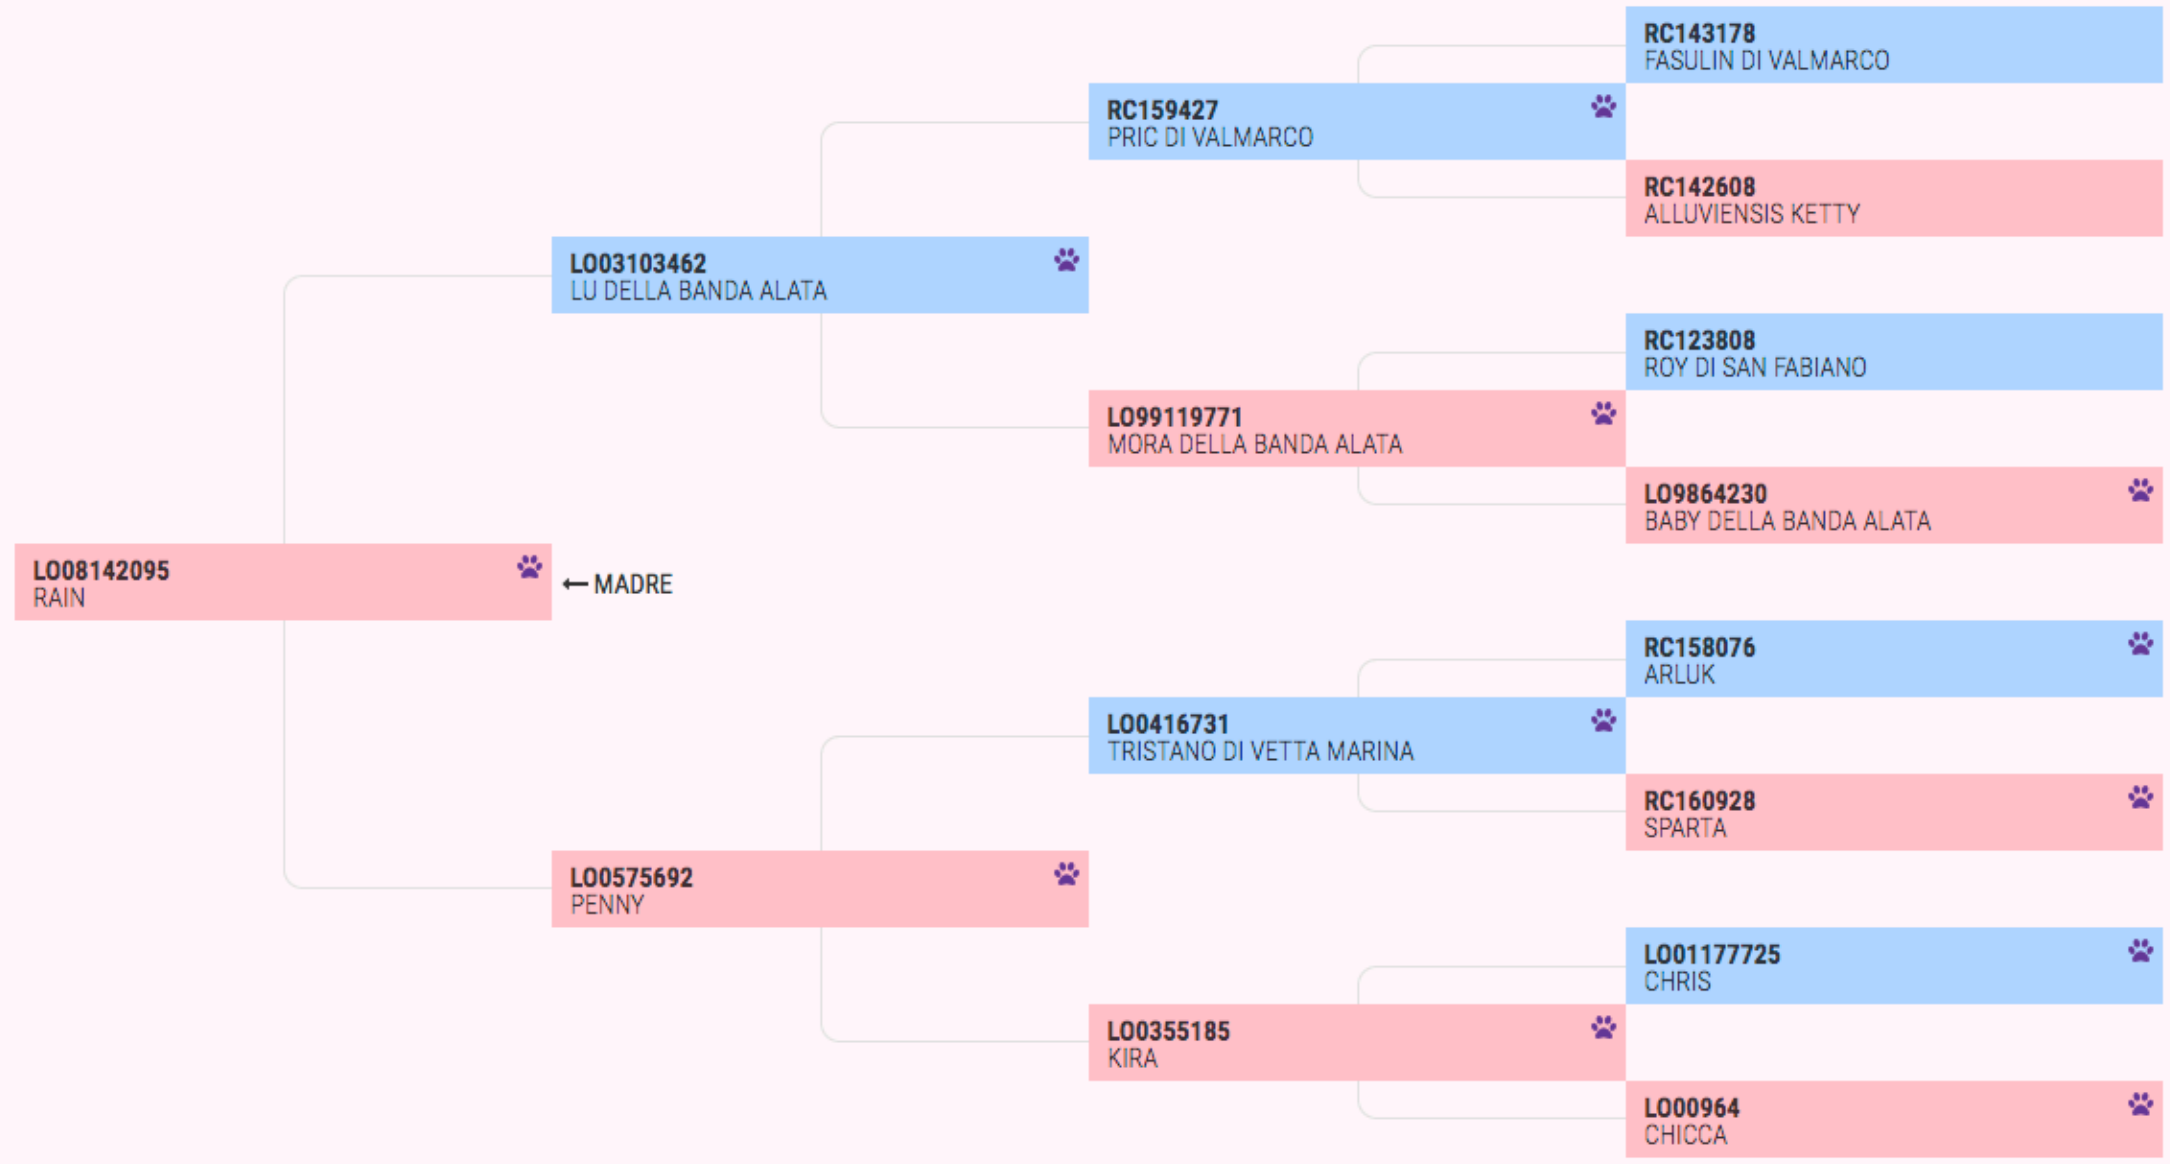 RC143178
FASULIN DI VALMARCO
RC159427
PRIC DI VALMARCO
RC142608
ALLUVIENSIS KETTY
LO03103462
LU DELLA BANDA ALATA
RC123808
ROY DI SAN FABIANO
LO99119771
MORA DELLA BANDA ALATA
LO9864230
BABY DELLA BANDA ALATA
LO08142095
RAIN
← MADRE
RC158076
ARLUK
LO0416731
TRISTANO DI VETTA MARINA
RC160928
SPARTA
LO0575692
PENNY
LO01177725
CHRIS
LO0355185
KIRA
LO00964
CHICCA